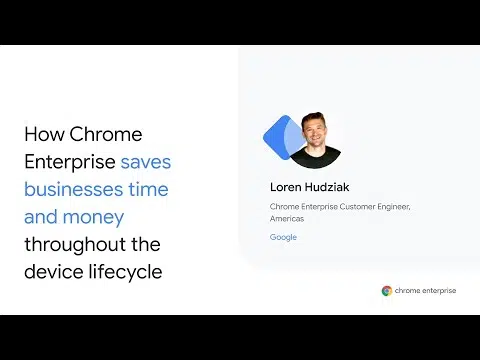 How Chrome
Enterprise saves
businesses time
and money
throughout the
device lifecycle
Loren Hudziak
Chrome Enterprise Customer Engineer,
Americas
Google
chrome enterprise